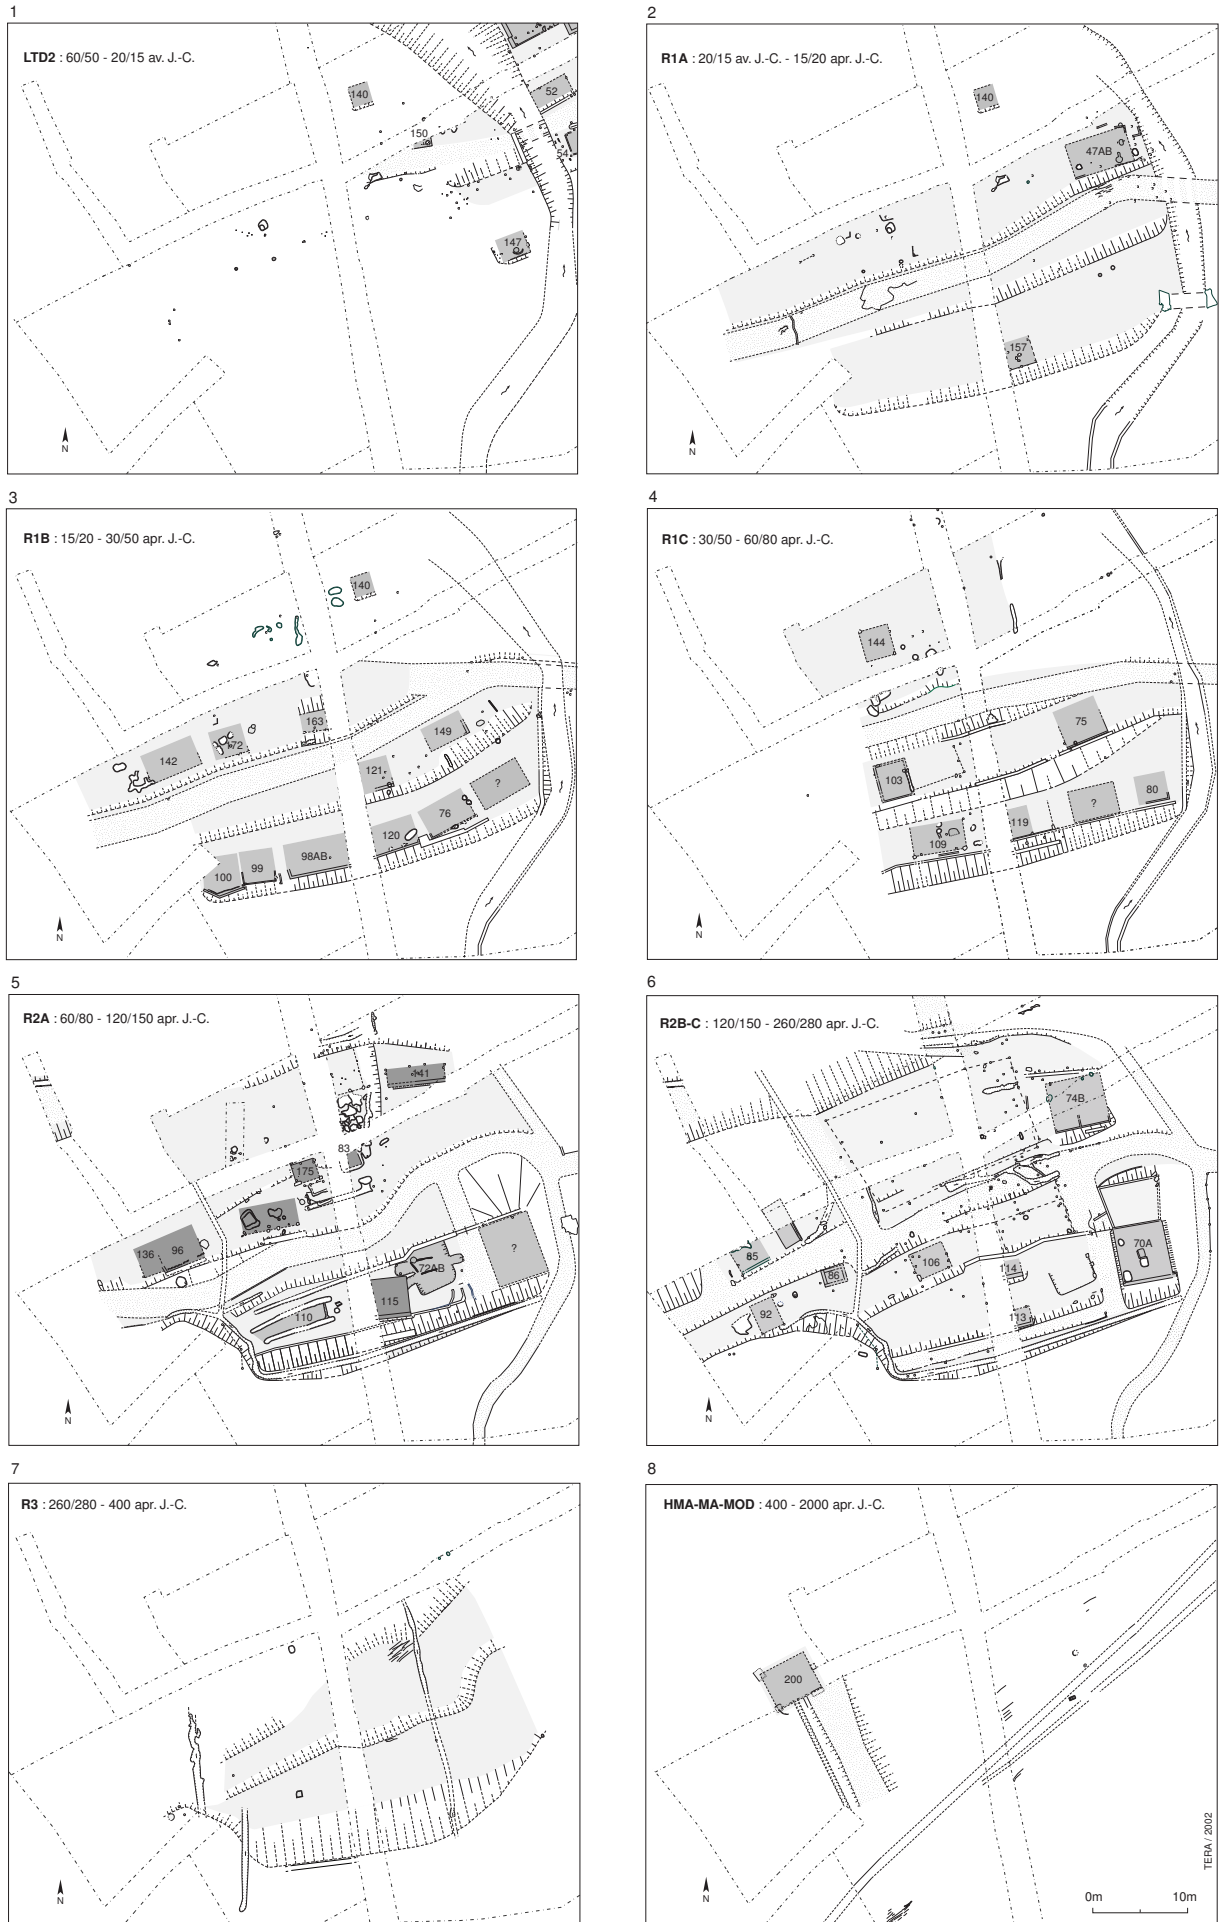 1
LTD2 : 60/50 - 20/15 av. J.-C.
140
52
150
54
147
N
2
R1A : 20/15 av. J.-C. - 15/20 apr. J.-C.
140
47AB
157
N
3
R1B : 15/20 - 30/50 apr. J.-C.
140
163
72
142
149
121
?
76
120
98AB
99
100
N
4
R1C : 30/50 - 60/80 apr. J.-C.
144
75
103
80
?
119
109
N
5
R2A : 60/80 - 120/150 apr. J.-C.
141
83
175
136
96
?
72AB
115
110
N
6
R2B-C : 120/150 - 260/280 apr. J.-C.
74B
70A
85
106
114
86
92
113
N
7
R3 : 260/280 - 400 apr. J.-C.
N
8
HMA-MA-MOD : 400 - 2000 apr. J.-C.
200
N
0m
10m
TERA / 2002